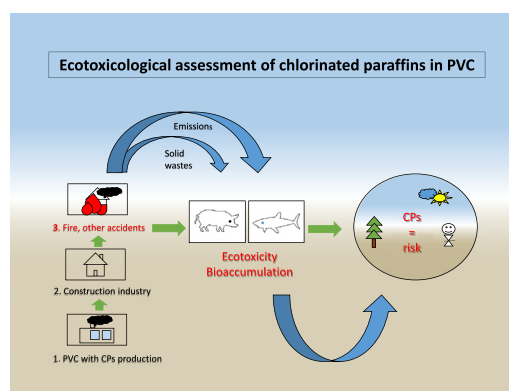 Ecotoxicological assessment of chlorinated paraffins in PVC
Emissions
Solid
wastes
3. Fire, other accidents
2. Construction industry
1. PVC with CPs production
Ecotoxicity
Bioaccumulation
CPs
=
risk